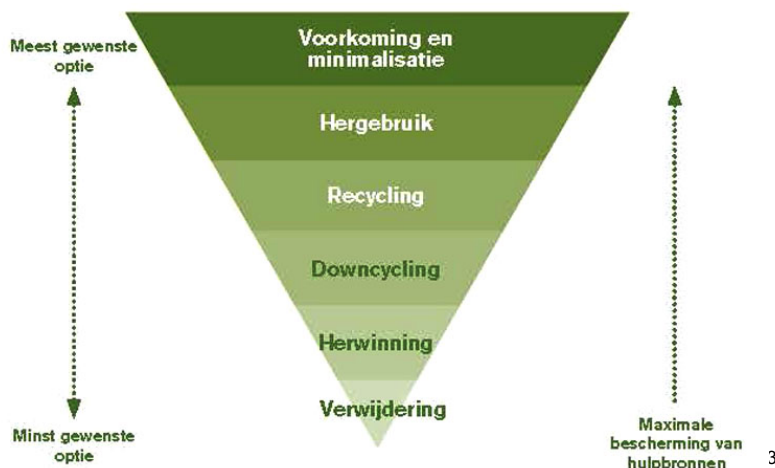 Meest gewenste
optie
Voorkoming en
minimalisatie
Hergebruik
Recycling
Downcycling
Herwinning
Verwijdering
Minst gewenste
optie
Maximale
bescherming van
hulpbronnen
3